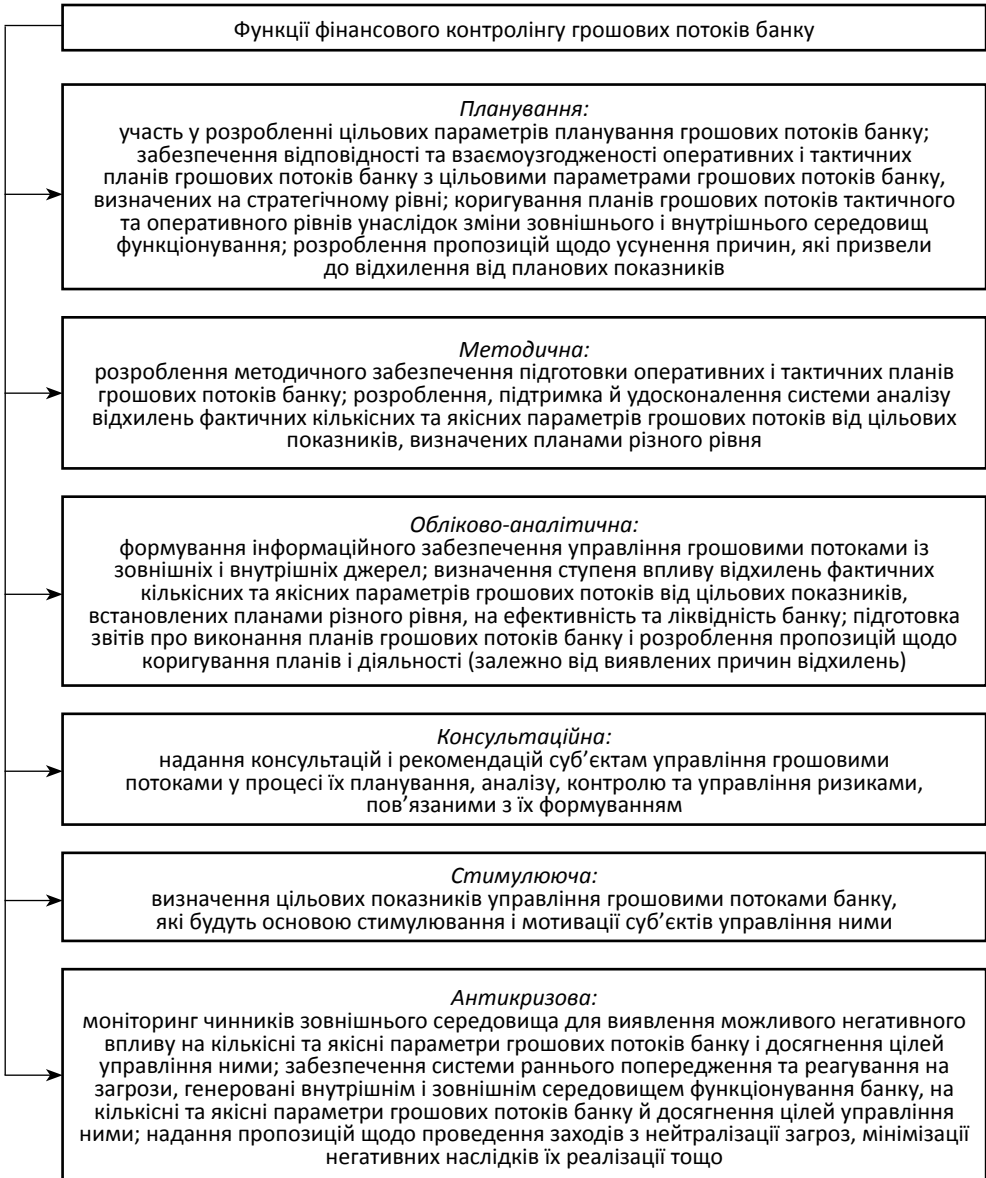 Функції фінансового контролінгу грошових потоків банку
Планування:
участь у розробленні цільових параметрів планування грошових потоків банку;
забезпечення відповідності та взаємоузгодженості оперативних і тактичних
планів грошових потоків банку з цільовими параметрами грошових потоків банку,
визначених на стратегічному рівні; коригування планів грошових потоків тактичного
та оперативного рівнів унаслідок зміни зовнішнього і внутрішнього середовищ
функціонування; розроблення пропозицій щодо усунення причин, які призвели
до відхилення від планових показників
Методична:
розроблення методичного забезпечення підготовки оперативних і тактичних планів
грошових потоків банку; розроблення, підтримка й удосконалення системи аналізу
відхилень фактичних кількісних та якісних параметрів грошових потоків від цільових
показників, визначених планами різного рівня
Обліково-аналітична:
формування інформаційного забезпечення управління грошовими потоками із
зовнішніх і внутрішніх джерел; визначення ступеня впливу відхилень фактичних
кількісних та якісних параметрів грошових потоків від цільових показників,
встановлених планами різного рівня, на ефективність та ліквідність банку; підготовка
звітів про виконання планів грошових потоків банку і розроблення пропозицій щодо
коригування планів і діяльності (залежно від виявлених причин відхилень)
Консультаційна:
надання консультацій і рекомендацій суб’єктам управління грошовими
потоками у процесі їх планування, аналізу, контролю та управління ризиками,
пов’язаними з їх формуванням
Стимулююча:
визначення цільових показників управління грошовими потоками банку,
які будуть основою стимулювання і мотивації суб’єктів управління ними
Антикризова:
моніторинг чинників зовнішнього середовища для виявлення можливого негативного
впливу на кількісні та якісні параметри грошових потоків банку і досягнення цілей
управління ними; забезпечення системи раннього попередження та реагування на
загрози, генеровані внутрішнім і зовнішнім середовищем функціонування банку, на
кількісні та якісні параметри грошових потоків банку й досягнення цілей управління
ними; надання пропозицій щодо проведення заходів з нейтралізації загроз, мінімізації
негативних наслідків їх реалізації тощо